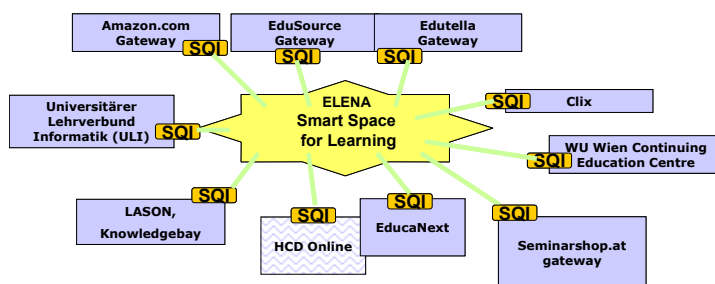 Amazon.com
Gateway
SQI
EduSource
Gateway
SQI
Edutella
Gateway
SQI
ELENA
Smart Space
for Learning
SQI
Clix
Universitärer
Lehrverbund
Informatik (ULI)
SQI
SQI
WU Wien Continuing
Education Centre
SQI
LASON,
Knowledgebay
SQI
HCD Online
SQI
EducaNext
SQI
Seminarshop.at
gateway